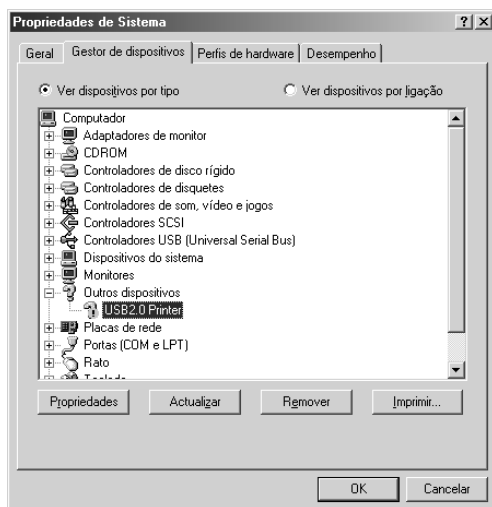 Propriedades de Sistema
Geral Gestor de dispositivos Perfis de hardware Desempenho
Ver dispositivos por tipo Ver dispositivos por ligação
Computador
Adaptadores de monitor
CDROM
Controladores de disco rígido
Controladores de disquetes
Controladores de som, vídeo e jogos
Controladores SCSI
Controladores USB (Universal Serial Bus)
Dispositivos do sistema
Monitores
Outros dispositivos
USB2.0 Printer
Placas de rede
Portas (COM e LPT)
Rato
Propriedades Actualizar Remover Imprimir...
OK Cancelar